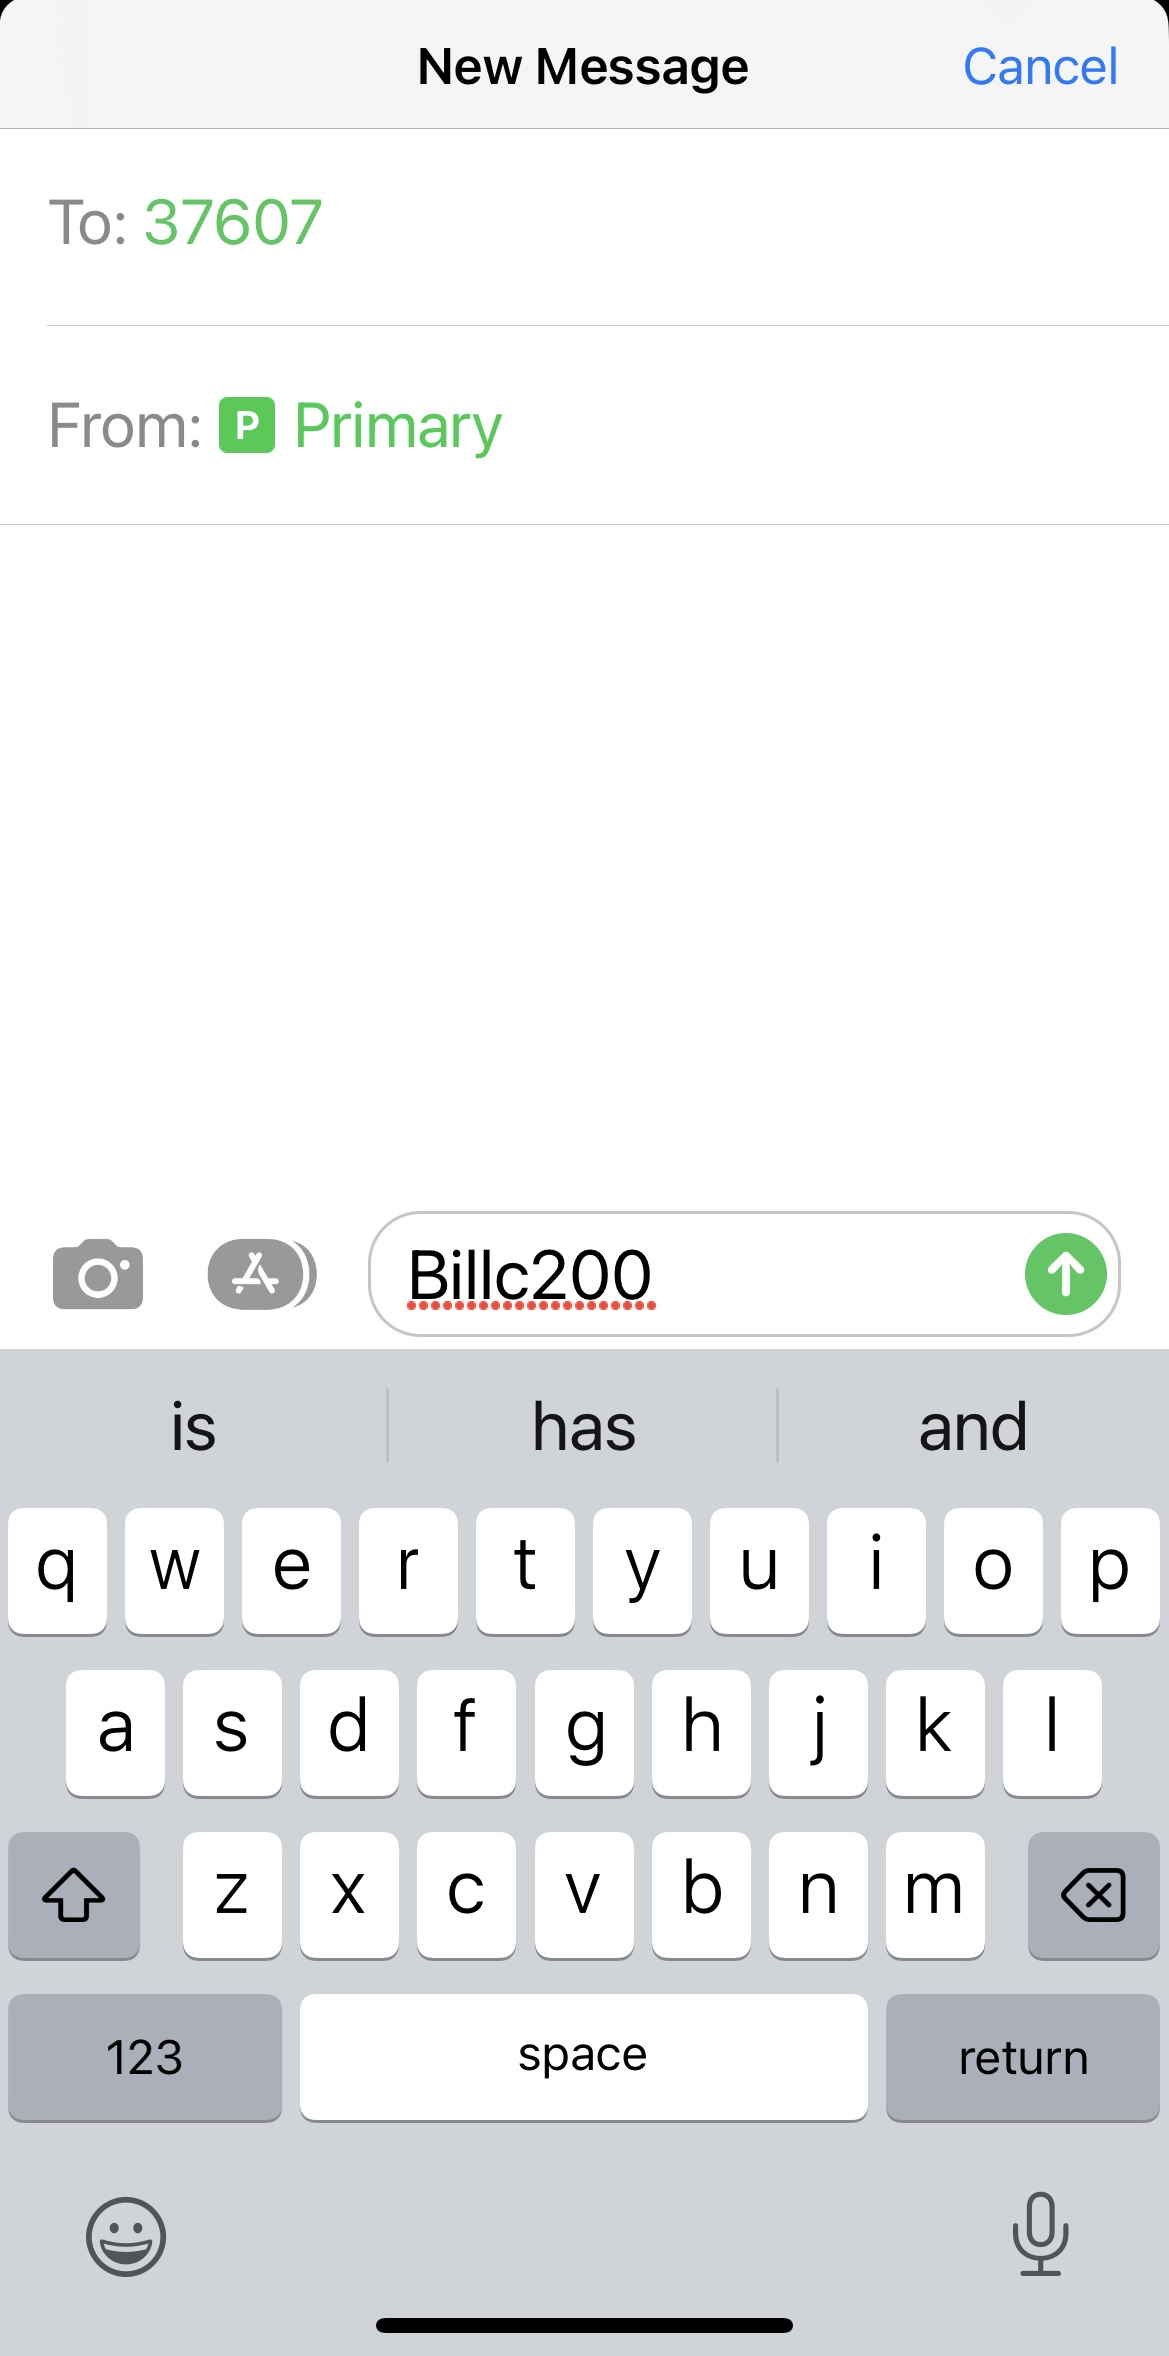 New Message
Cancel
To: 37607
From: P Primary
Billc200
is has and
q w e r t y u i o p
a s d f g h j k l
z x c v b n m
123 space return